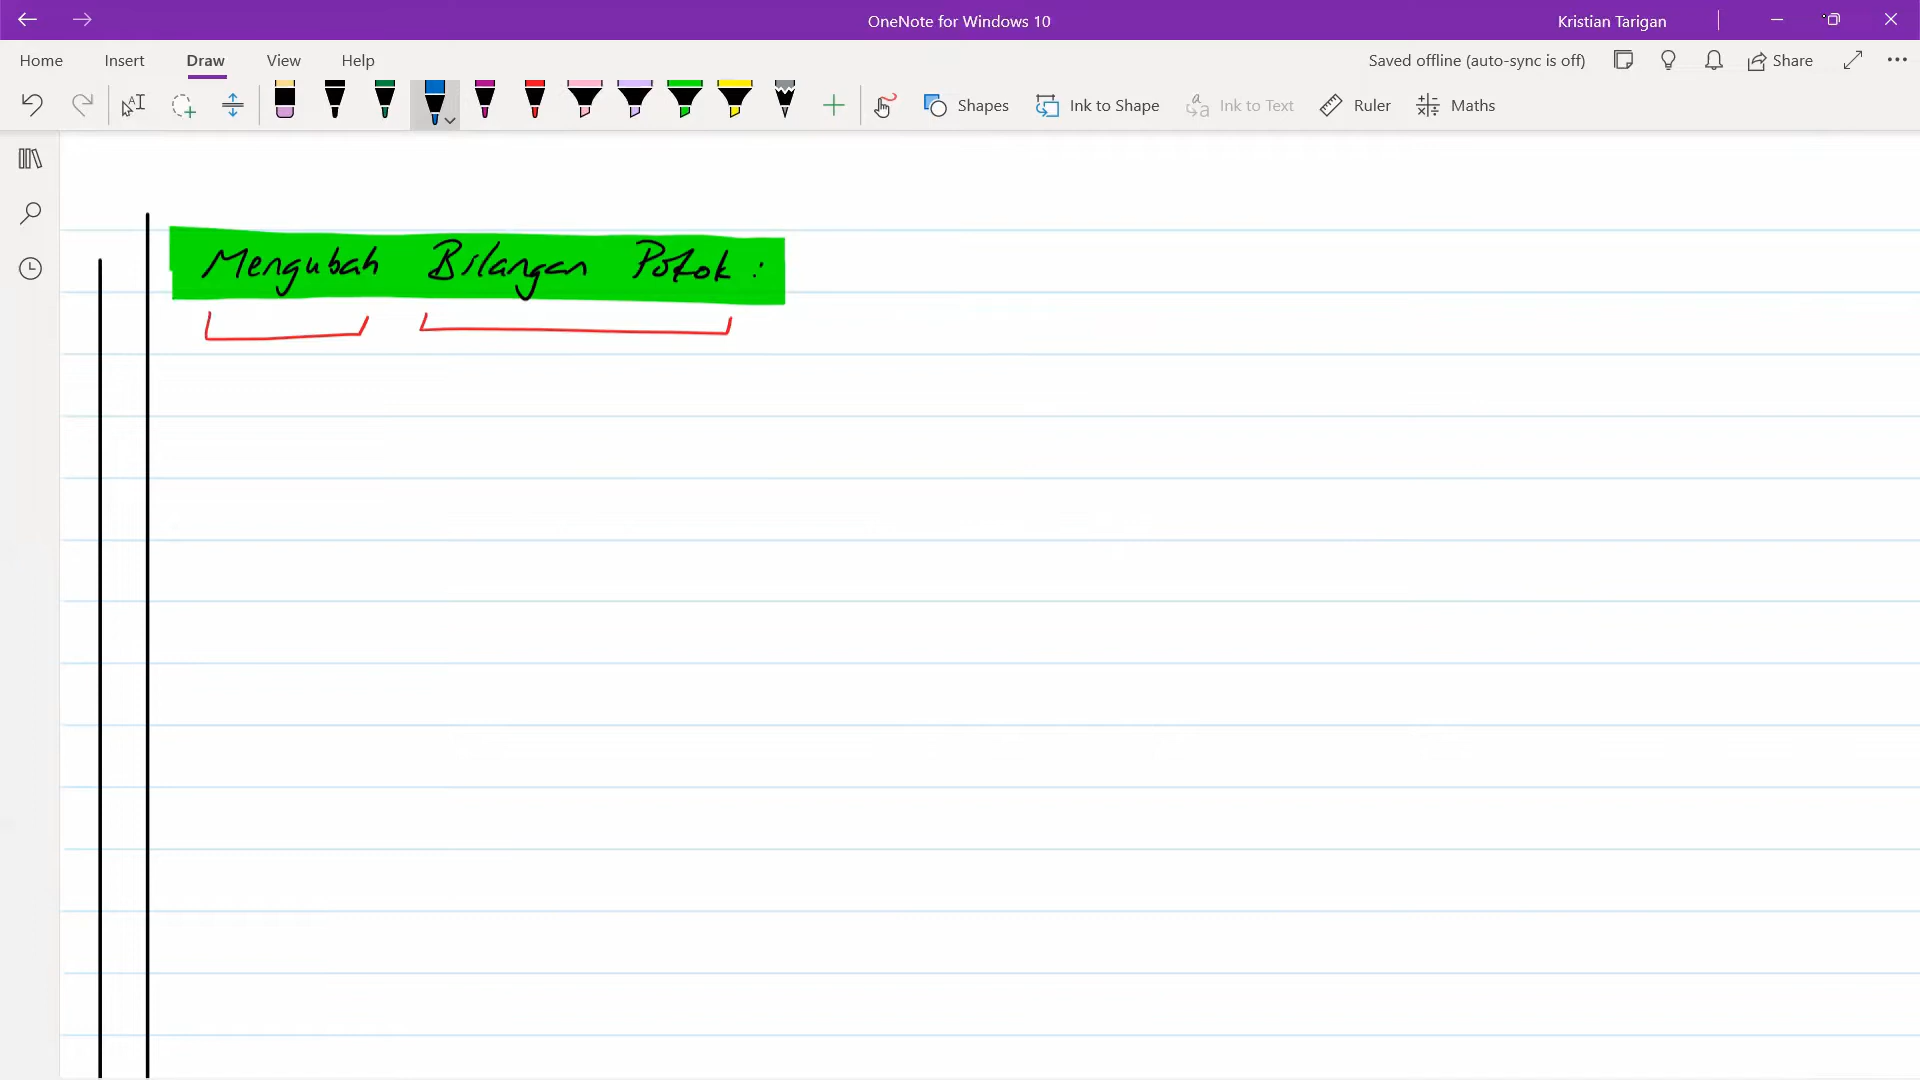 OneNote for Windows 10
Kristian Tarigan
Home Insert Draw View Help
Saved offline (auto-sync is off) Share
Shapes Ink to Shape Ink to Text Ruler Maths
Mengubah Bilangan Pokok :